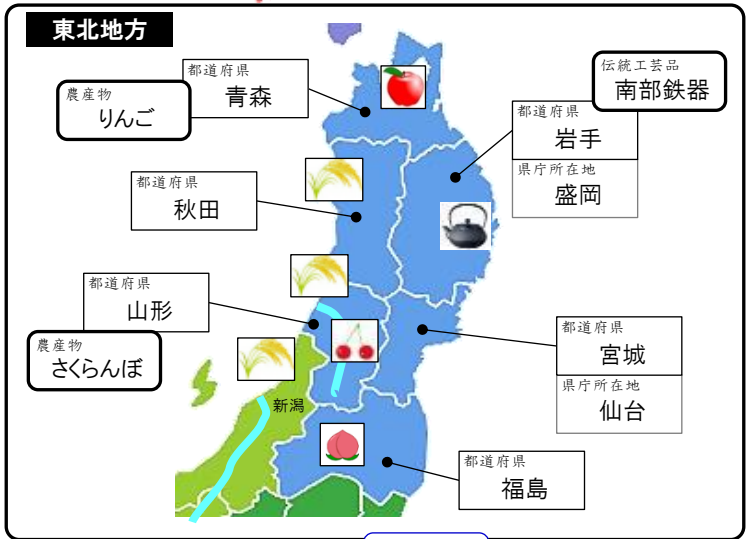 東北地方
都道府県
青森
農産物
りんご
伝統工芸品
南部鉄器
都道府県
岩手
県庁所在地
盛岡
都道府県
秋田
都道府県
山形
農産物
さくらんぼ
都道府県
宮城
県庁所在地
仙台
新潟
都道府県
福島